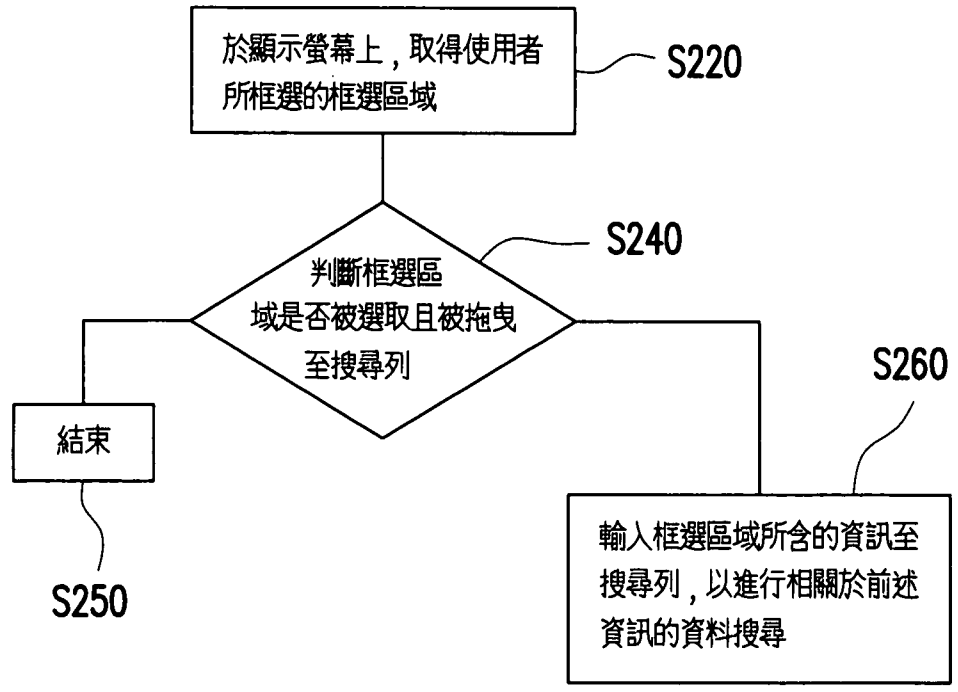 於顯示螢幕上,取得使用者
所框選的框選區域
S220
S240
判斷框選區
域是否被選取且被拖曳
至搜尋列
S260
結束
S250
輸入框選區域所含的資訊至
搜尋列,以進行相關於前述
資訊的資料搜尋